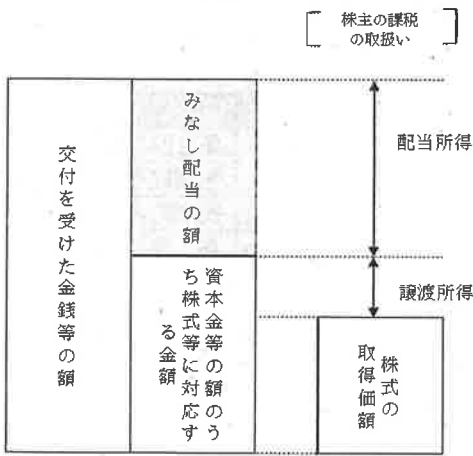 株主の課税
の取扱い
交付を受けた金銭等の額
みなし配当の額
資本金等の額のう
ち株式等に対応す
る金額
配当所得
譲渡所得
株式の
取得価額